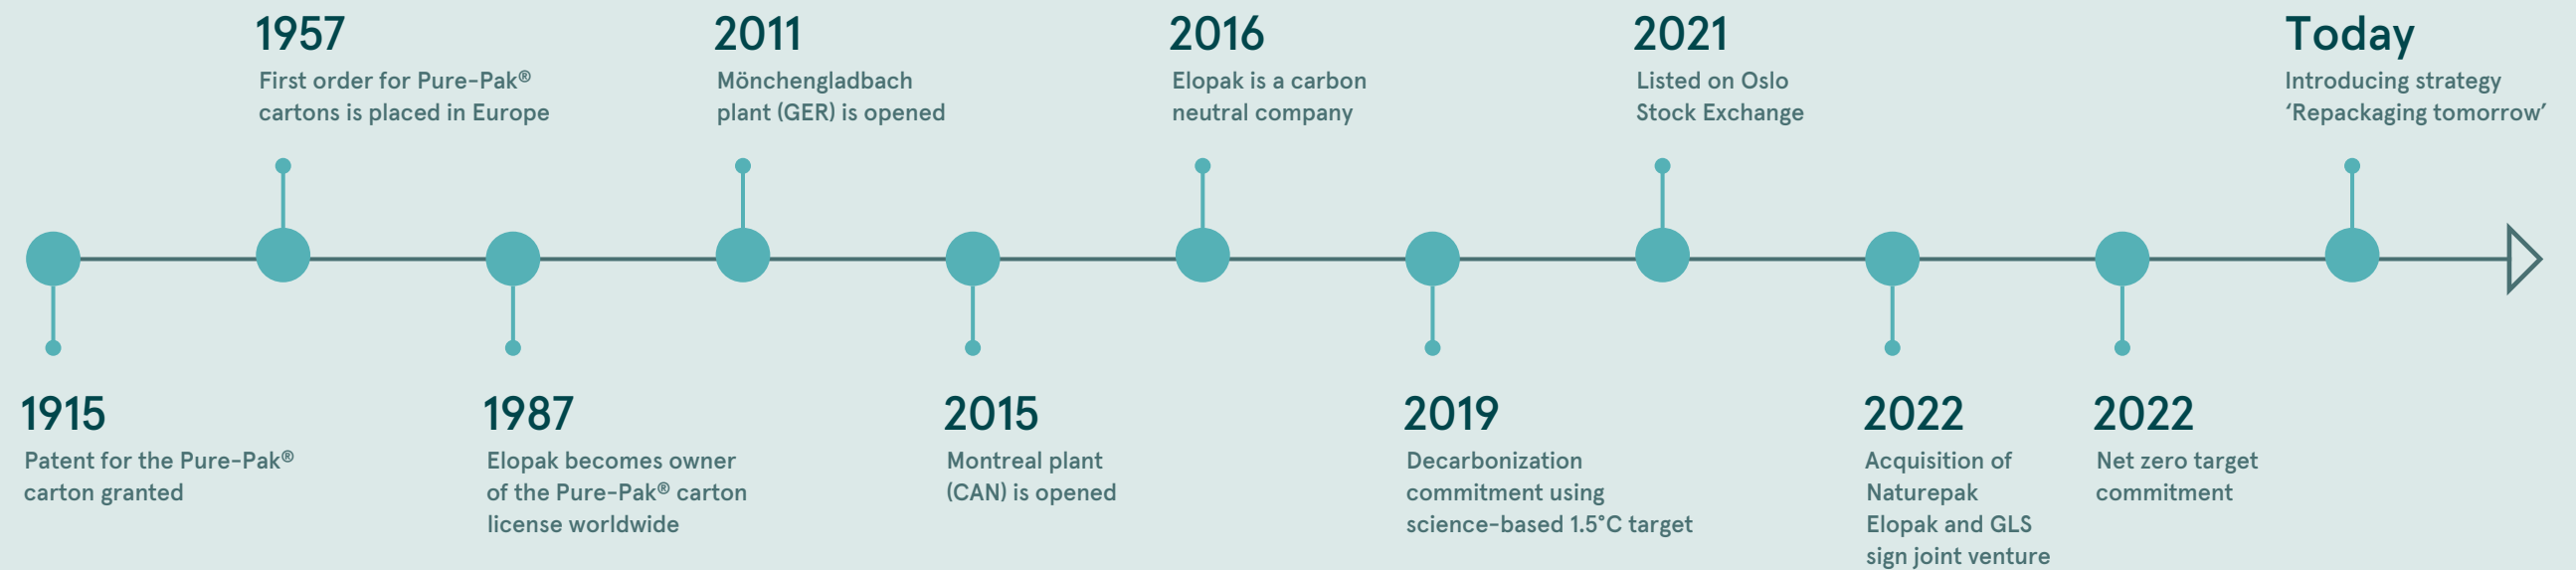 1957
First order for Pure-Pak®
cartons is placed in Europe
2011
Mönchengladbach
plant (GER) is opened
2016
Elopak is a carbon
neutral company
2021
Listed on Oslo
Stock Exchange
Today
Introducing strategy
‘Repackaging tomorrow’
1915
Patent for the Pure-Pak®
carton granted
1987
Elopak becomes owner
of the Pure-Pak® carton
license worldwide
2015
Montreal plant
(CAN) is opened
2019
Decarbonization
commitment using
science-based 1.5°C target
2022
Acquisition of
Naturepak
Elopak and GLS
sign joint venture
2022
Net zero target
commitment